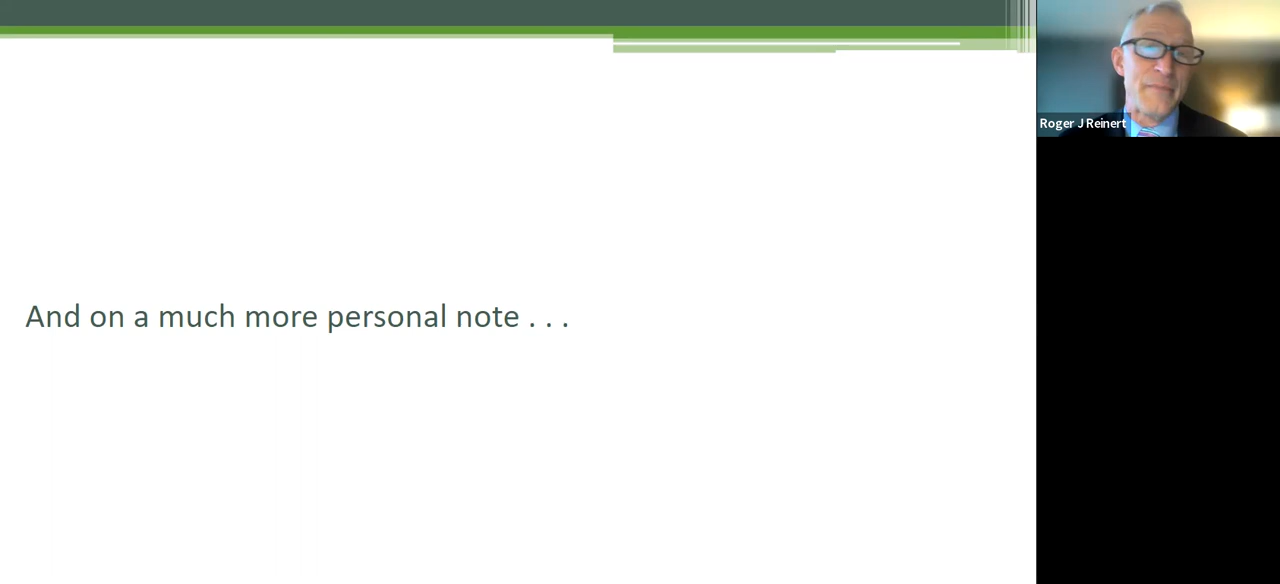 And on a much more personal note . . .
Roger J Reinert